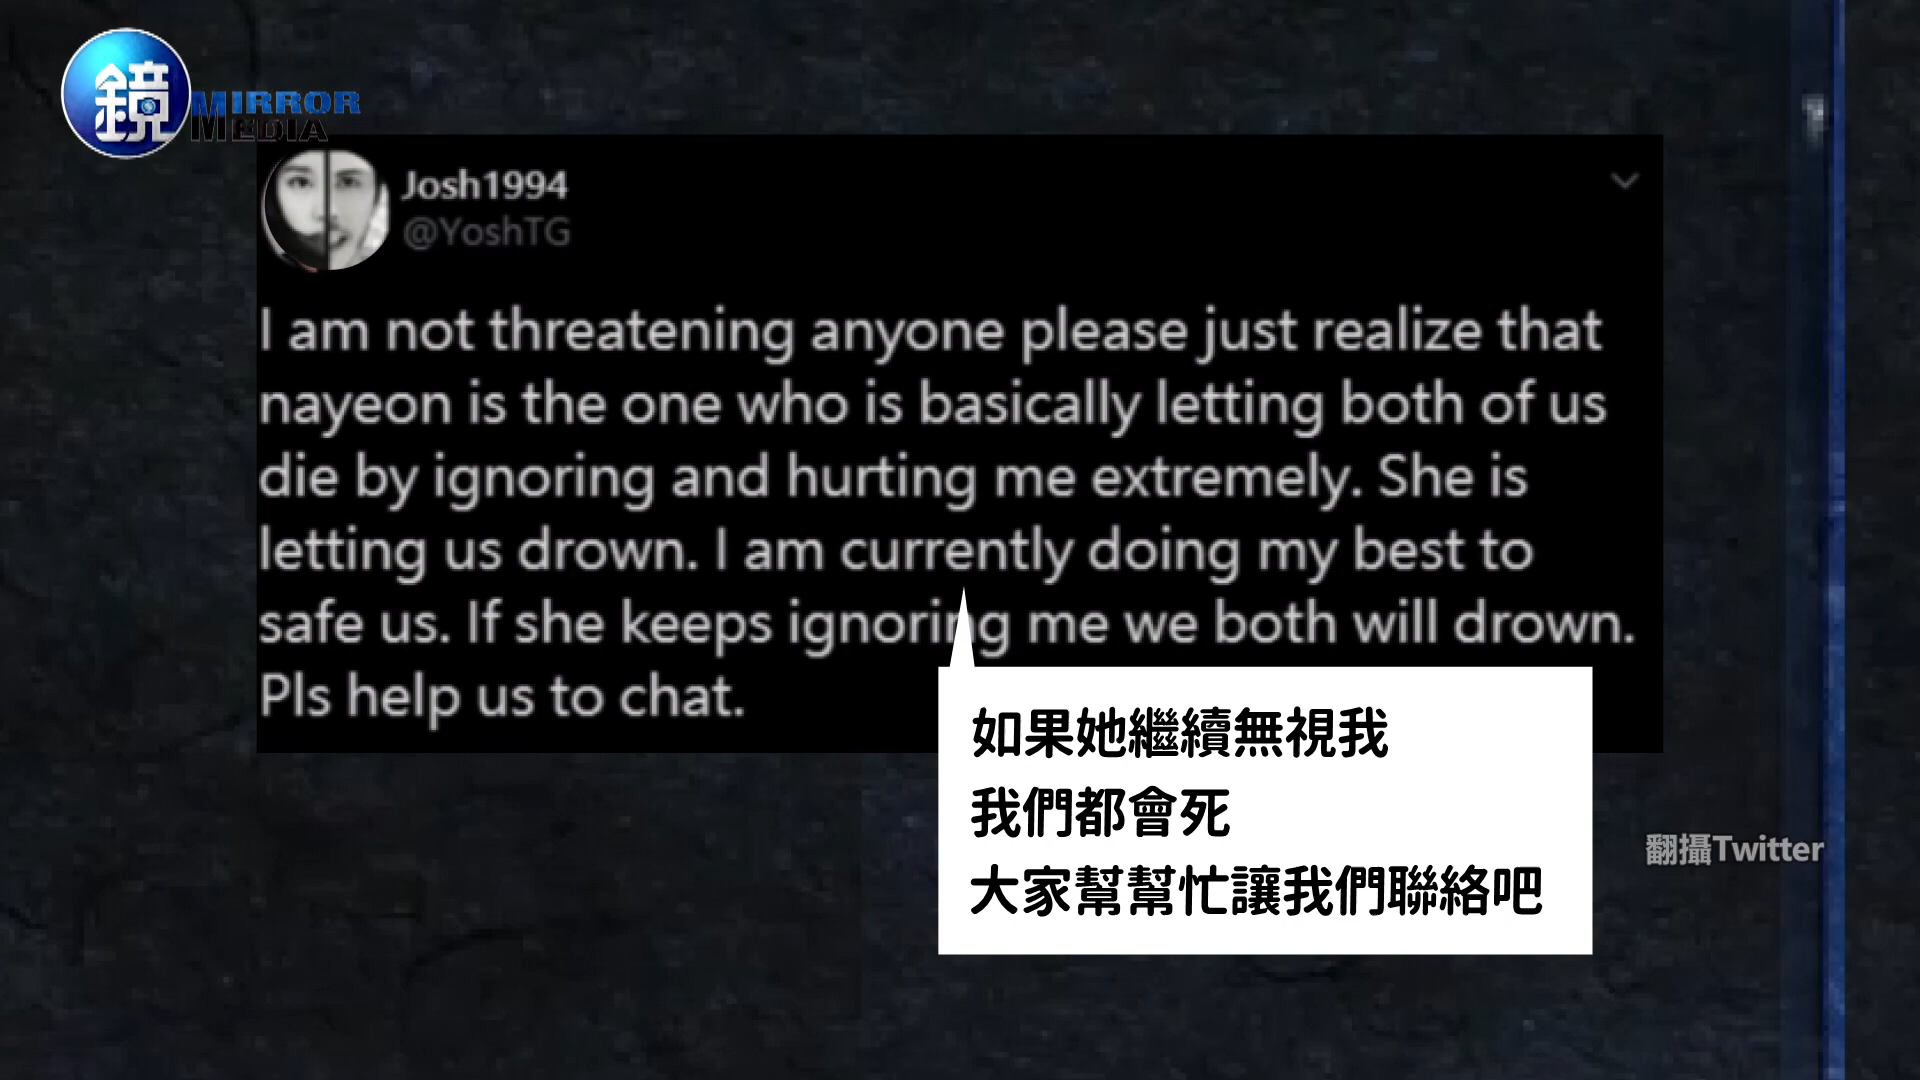 鏡
MIRROR
MEDIA
Josh1994
@YoshTG
I am not threatening anyone please just realize that
nayeon is the one who is basically letting both of us
die by ignoring and hurting me extremely. She is
letting us drown. I am currently doing my best to
safe us. If she keeps ignoring me we both will drown.
Pls help us to chat.
如果她繼續無視我
我們都會死
大家幫幫忙讓我們聯絡吧
翻攝Twitter